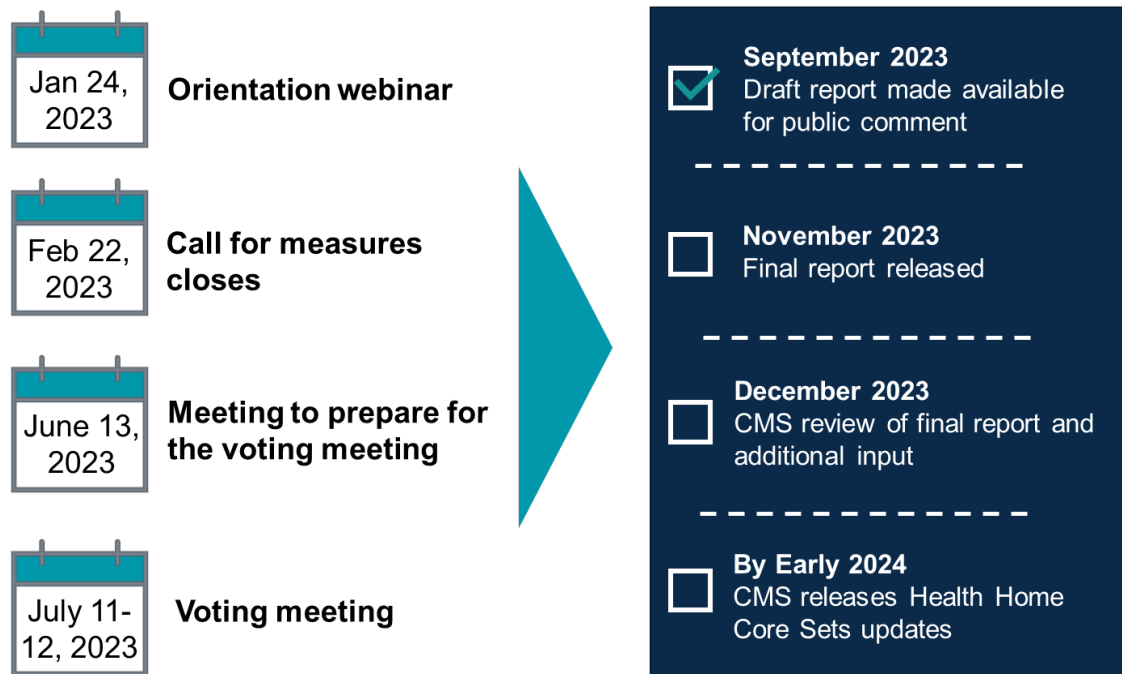 Jan 24,
2023
Orientation webinar
Feb 22,
2023
Call for measures
closes
June 13,
2023
Meeting to prepare for
the voting meeting
July 11-
12, 2023
Voting meeting
September 2023
Draft report made available
for public comment
November 2023
Final report released
December 2023
CMS review of final report and
additional input
By Early 2024
CMS releases Health Home
Core Sets updates